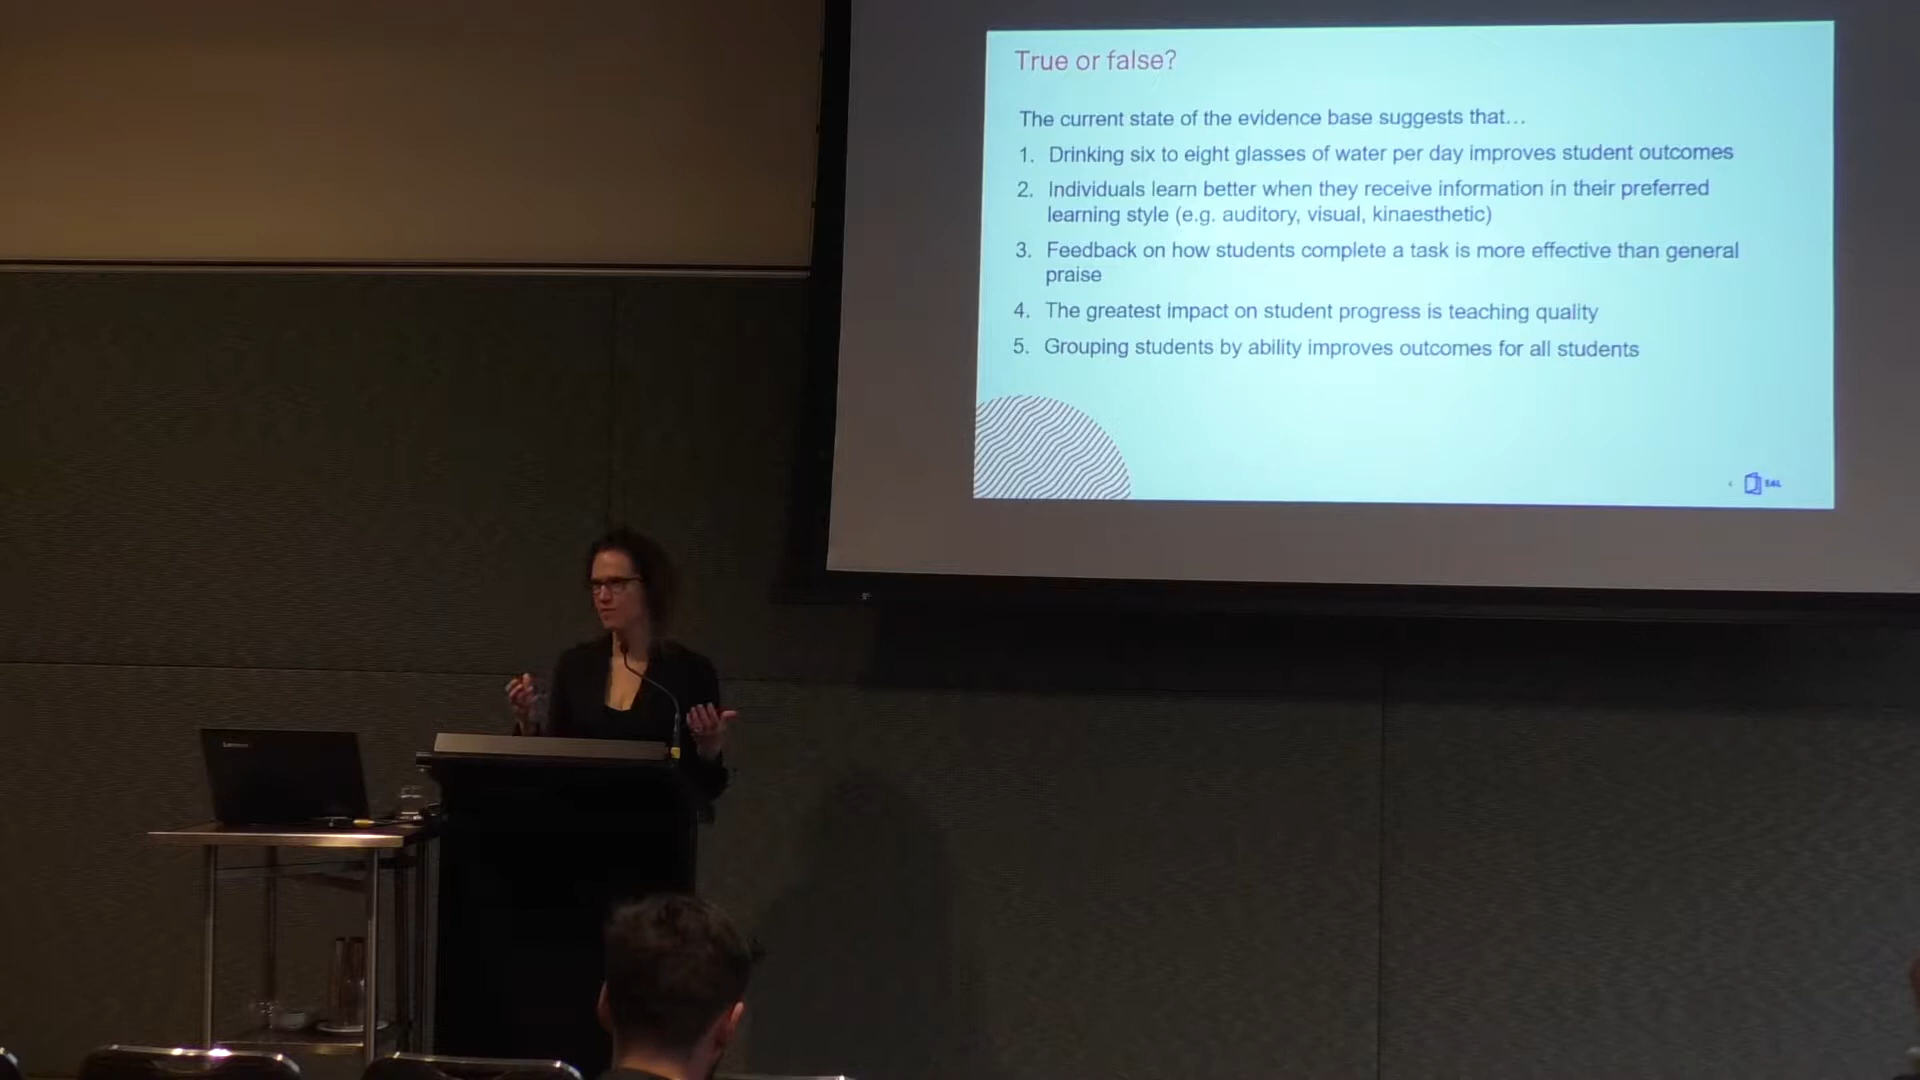 True or false?
The current state of the evidence base suggests that…
1. Drinking six to eight glasses of water per day improves student outcomes
2. Individuals learn better when they receive information in their preferred
learning style (e.g. auditory, visual, kinaesthetic)
3. Feedback on how students complete a task is more effective than general
praise
4. The greatest impact on student progress is teaching quality
5. Grouping students by ability improves outcomes for all students
E4L
Lenovo